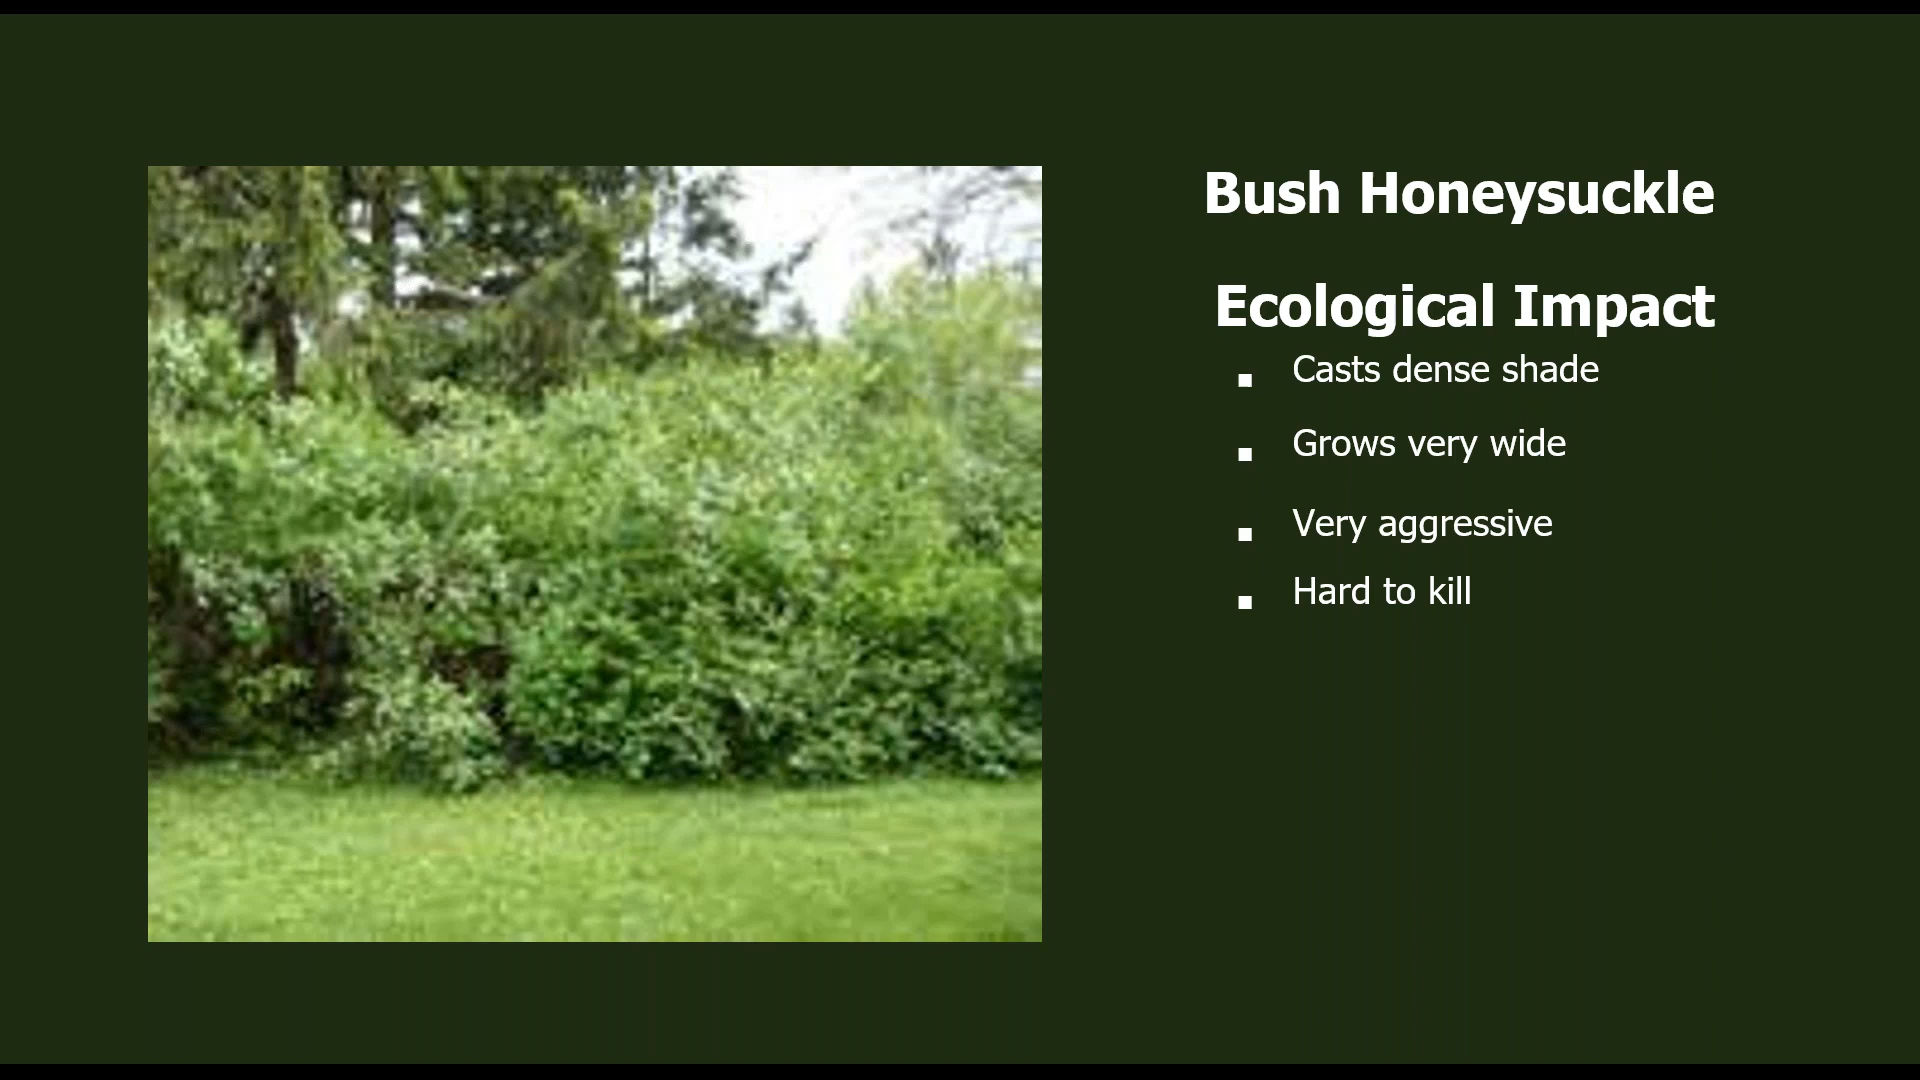 Bush Honeysuckle
Ecological Impact
▪ Casts dense shade
▪ Grows very wide
▪ Very aggressive
▪ Hard to kill